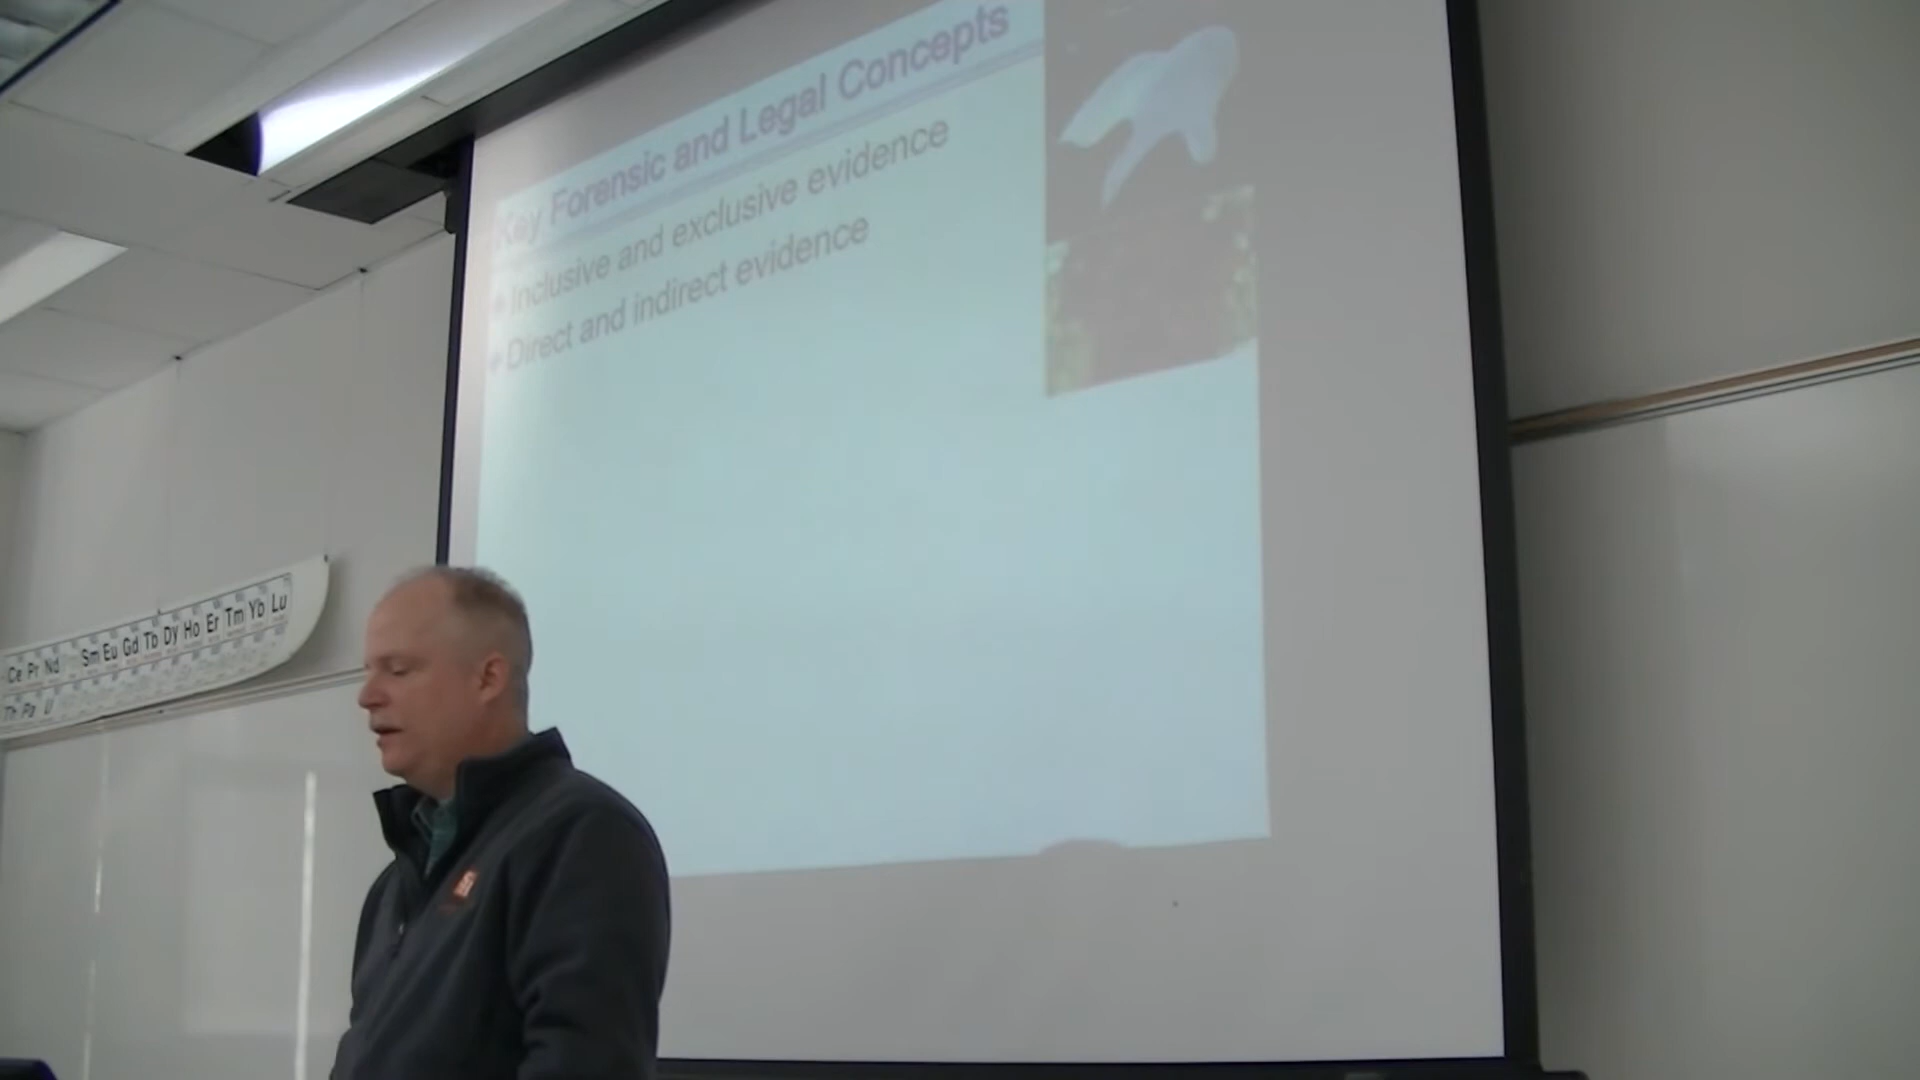 Key Forensic and Legal Concepts
Inclusive and exclusive evidence
Direct and indirect evidence
Ce Pr Nd Sm Eu Gd Tb Dy Ho Er Tm Yb Lu
Th Pa U